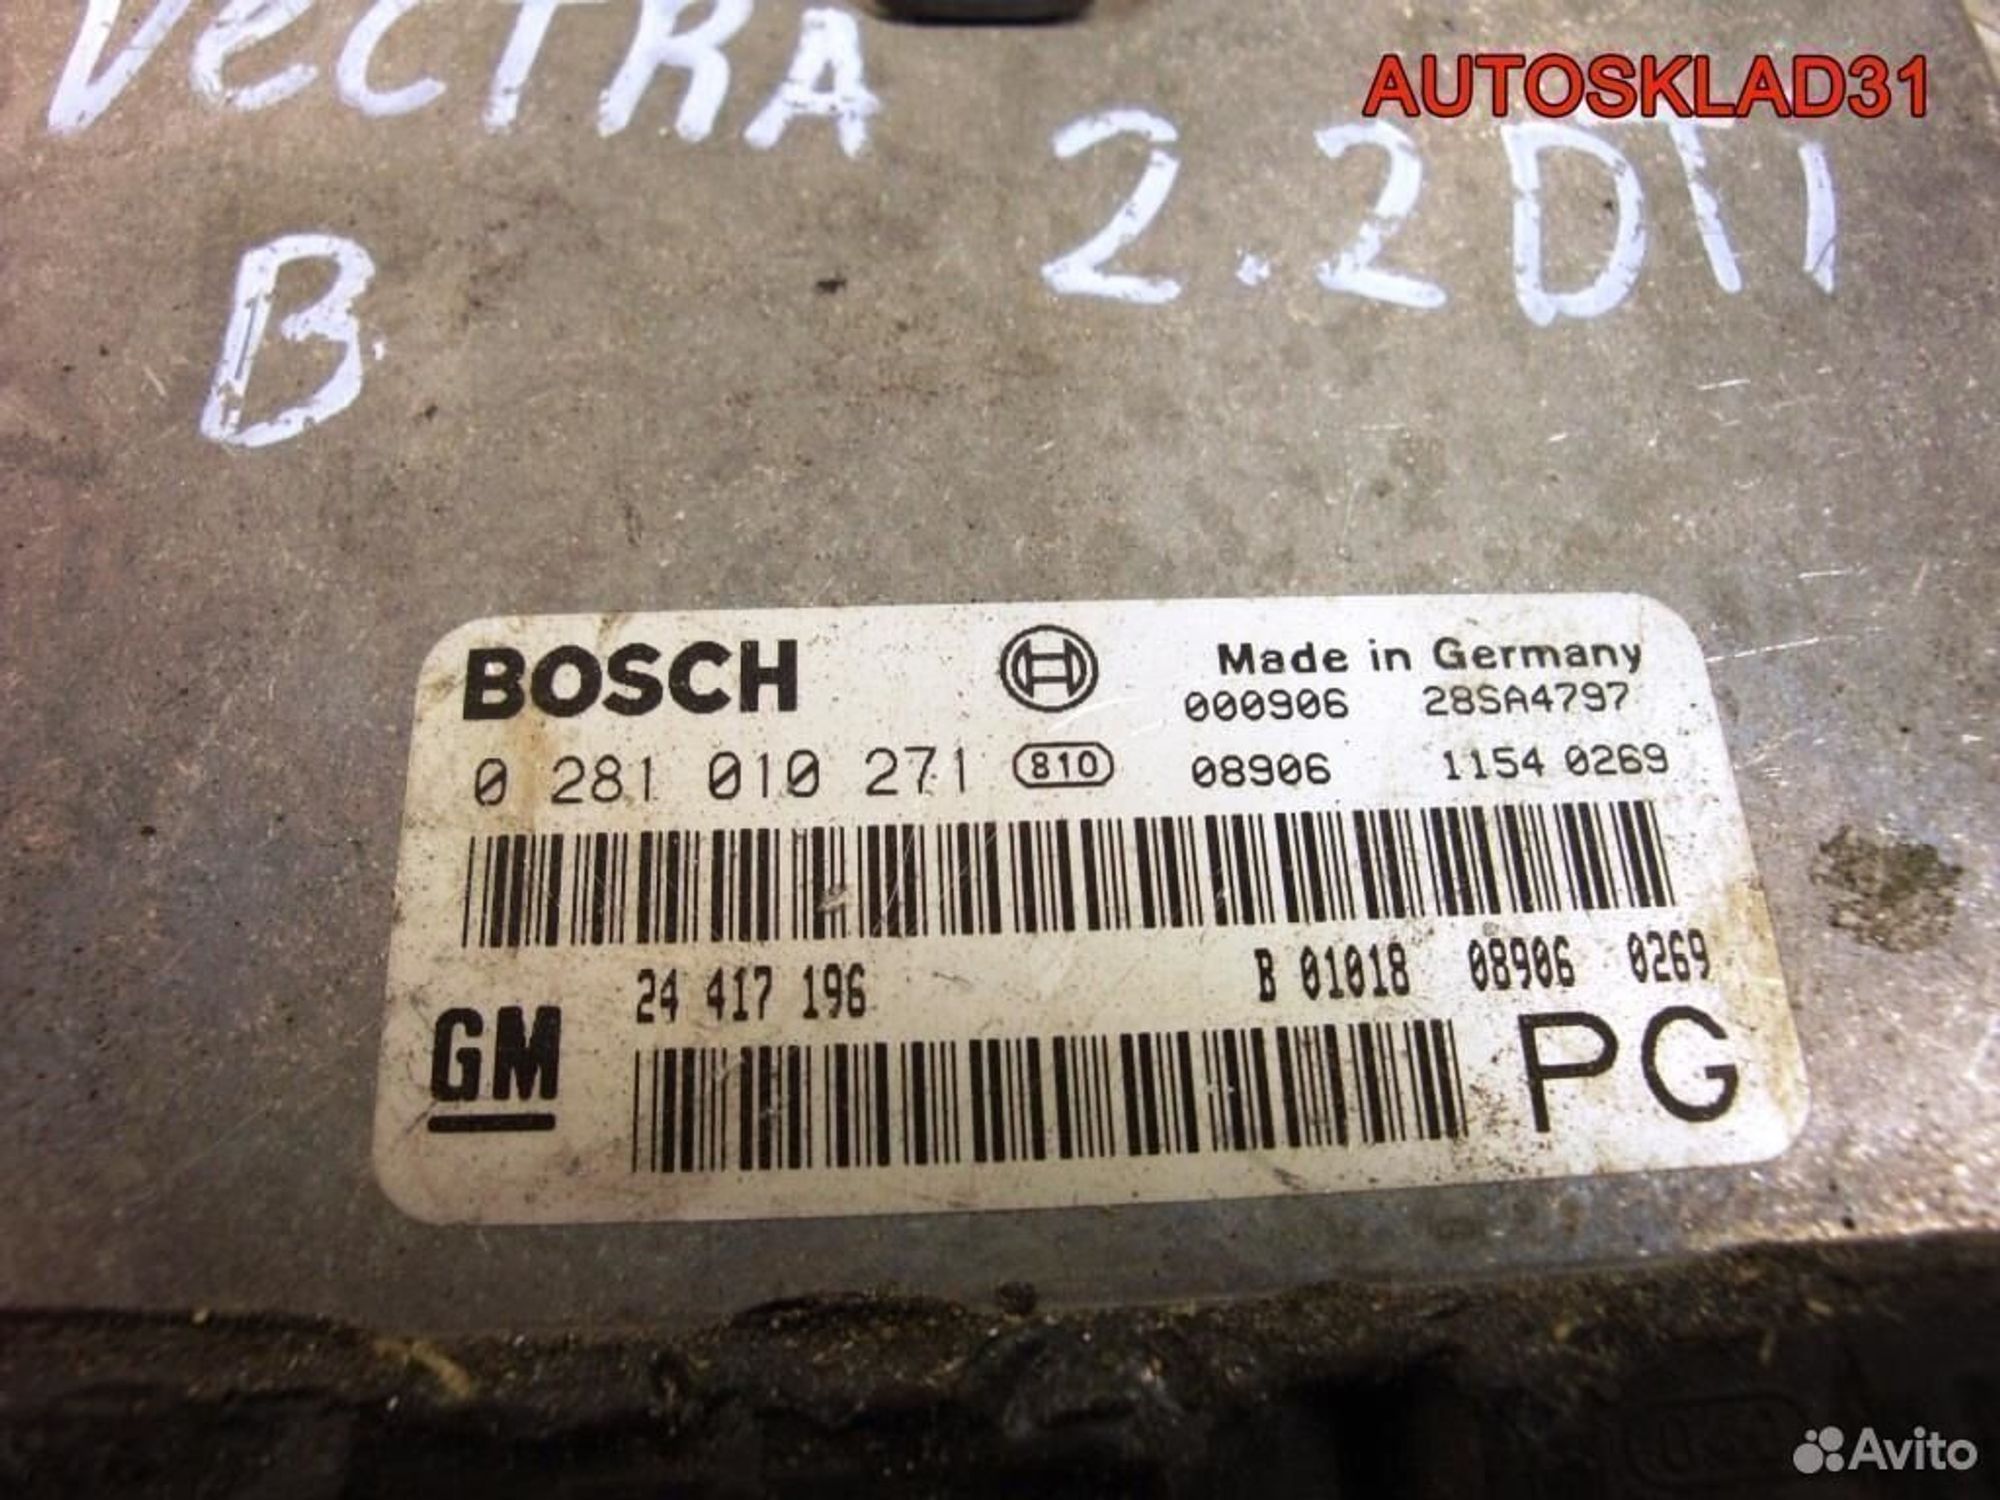 VeCTRA
AUTOSKLAD31
B
2.2DTI
BOSCH
Made in Germany
000906 28SA4797
0 281 010 271 810 08906 1154 0269
24 417 196 B 01018 08906 0269
GM
PG
Avito